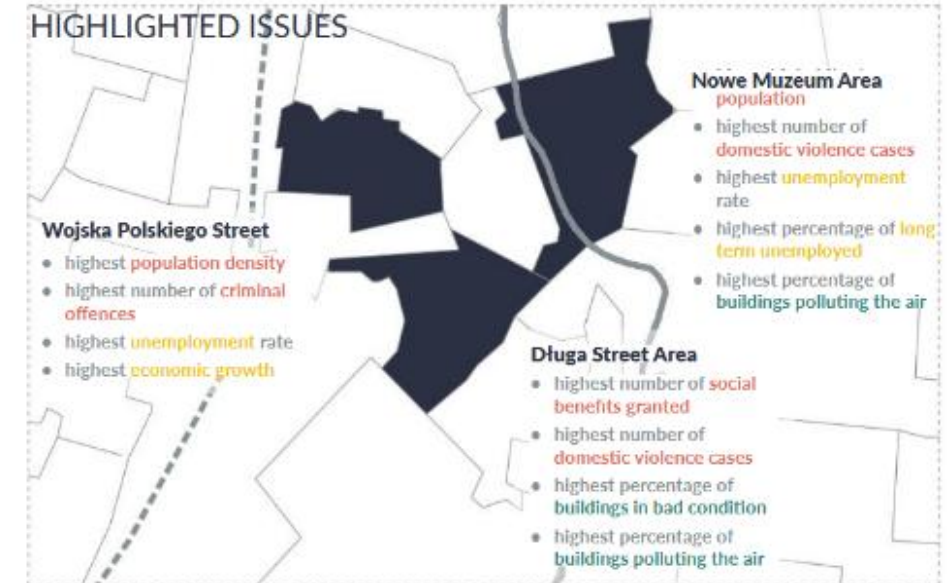 HIGHLIGHTED ISSUES
Nowe Muzeum Area
population
• highest number of
domestic violence cases
• highest unemployment
rate
• highest percentage of long
term unemployed
• highest percentage of
buildings polluting the air
Wojska Polskiego Street
• highest population density
• highest number of criminal
offences
• highest unemployment rate
• highest economic growth
Długa Street Area
• highest number of social
benefits granted
• highest number of
domestic violence cases
• highest percentage of
buildings in bad condition
• highest percentage of
buildings polluting the air